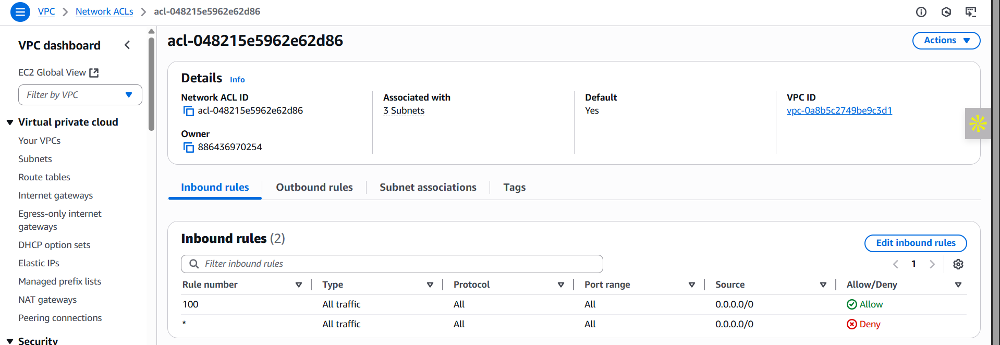 VPC > Network ACLs > acl-048215e5962e62d86
VPC dashboard
EC2 Global View
Filter by VPC
Virtual private cloud
Your VPCs
Subnets
Route tables
Internet gateways
Egress-only internet
gateways
DHCP option sets
Elastic IPs
Managed prefix lists
NAT gateways
Peering connections
Security
acl-048215e5962e62d86
Actions
Details Info
Network ACL ID
acl-048215e5962e62d86
Associated with
3 Subnets
Default
Yes
VPC ID
vpc-0a8b5c2749be9c3d1
Owner
886436970254
Inbound rules Outbound rules Subnet associations Tags
Inbound rules (2)
Edit inbound rules
Filter inbound rules
1
Rule number Type Protocol Port range Source Allow/Deny
100 All traffic All All 0.0.0.0/0 Allow
* All traffic All All 0.0.0.0/0 Deny